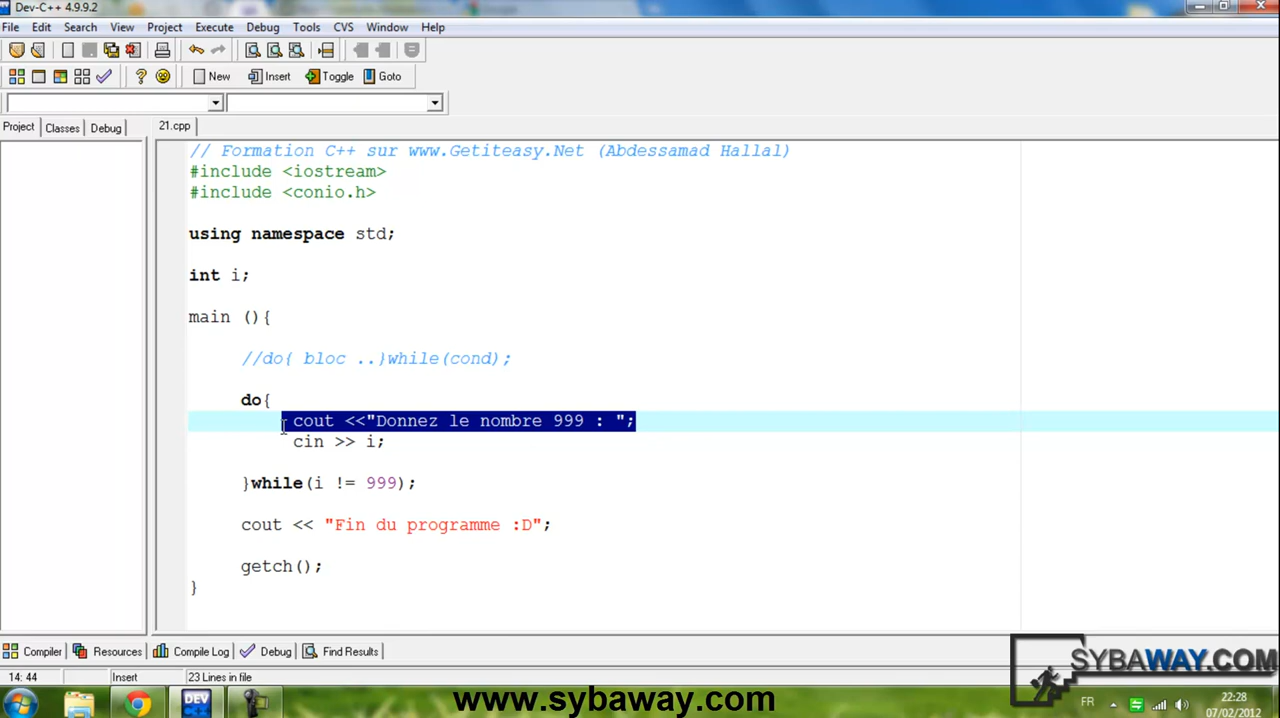 Dev-C++ 4.9.9.2
File Edit Search View Project Execute Debug Tools CVS Window Help
New Insert Toggle Goto
Project Classes Debug
21.cpp
// Formation C++ sur www.Getiteasy.Net (Abdessamad Hallal)
#include <iostream>
#include <conio.h>
using namespace std;
int i;
main (){
//do{ bloc ..}while(cond);
do{
cout <<"Donnez le nombre 999 : ";
cin >> i;
}while(i != 999);
cout << "Fin du programme :D";
getch();
}
Compiler Resources Compile Log Debug Find Results
14: 44 Insert 23 Lines in file
SYBAWAY.COM
DEV
www.sybaway.com
FR
22:28
07/02/2012